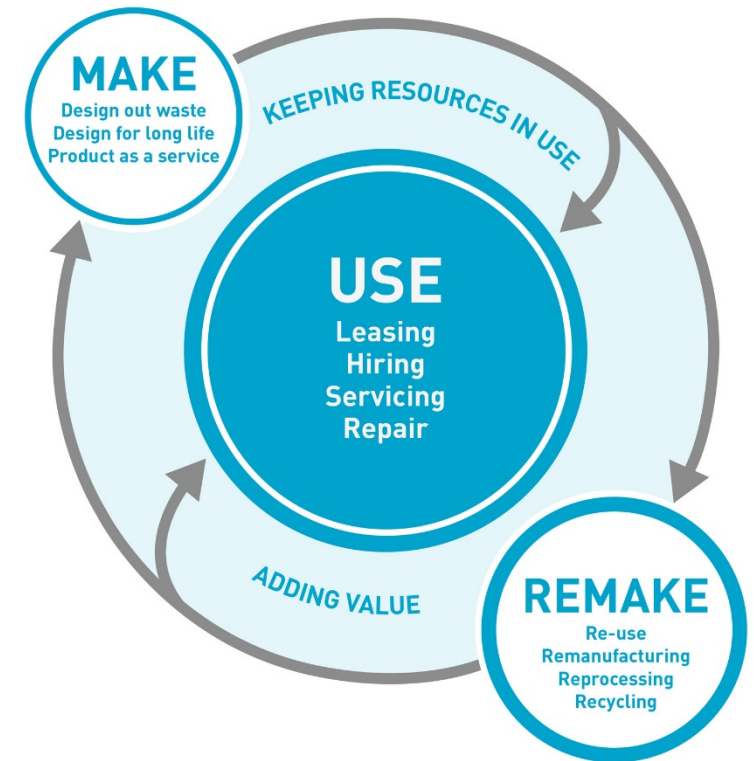 MAKE
Design out waste
Design for long life
Product as a service
KEEPING RESOURCES IN USE
USE
Leasing
Hiring
Servicing
Repair
ADDING VALUE
REMAKE
Re-use
Remanufacturing
Reprocessing
Recycling